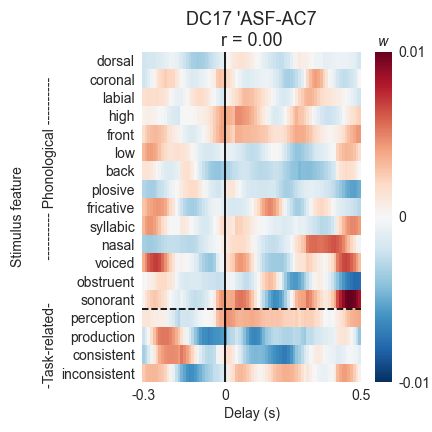 DC17 'ASF-AC7
r = 0.00
w
Stimulus feature
-Task-related- ---------- Phonological ----------
dorsal
coronal
labial
high
front
low
back
plosive
fricative
syllabic
nasal
voiced
obstruent
sonorant
perception
production
consistent
inconsistent
0.01
0
-0.01
-0.3
0
0.5
Delay (s)